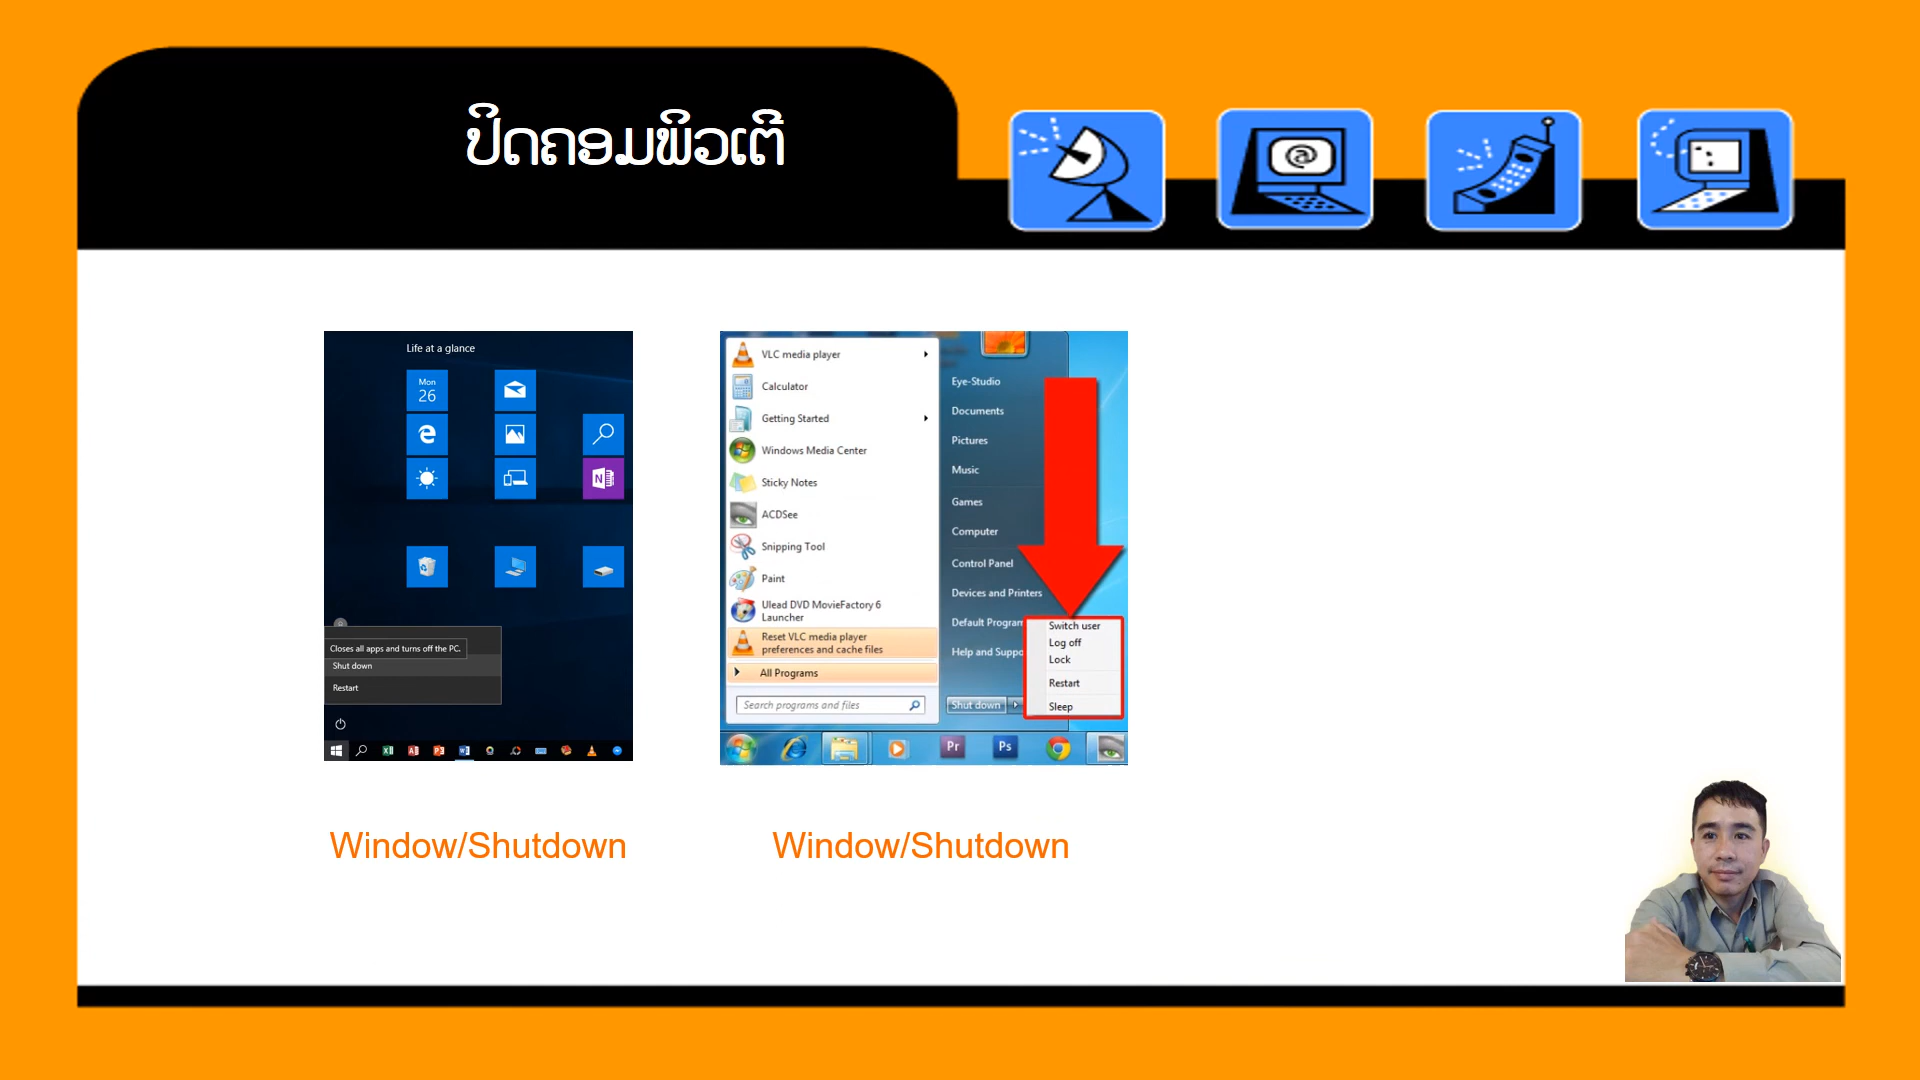 ປິດຄອມພິວເຕີ
@
Life at a glance
Mon
26
N
Closes all apps and turns off the PC.
Shut down
Restart
VLC media player
Calculator
Getting Started
Windows Media Center
Sticky Notes
ACDSee
Snipping Tool
Paint
Ulead DVD MovieFactory 6
Launcher
Reset VLC media player
preferences and cache files
All Programs
Search programs and files
Eye-Studio
Documents
Pictures
Music
Games
Computer
Control Panel
Devices and Printers
Default Program
Help and Suppo
Shut down
Switch user
Log off
Lock
Restart
Sleep
Pr
Ps
Window/Shutdown
Window/Shutdown